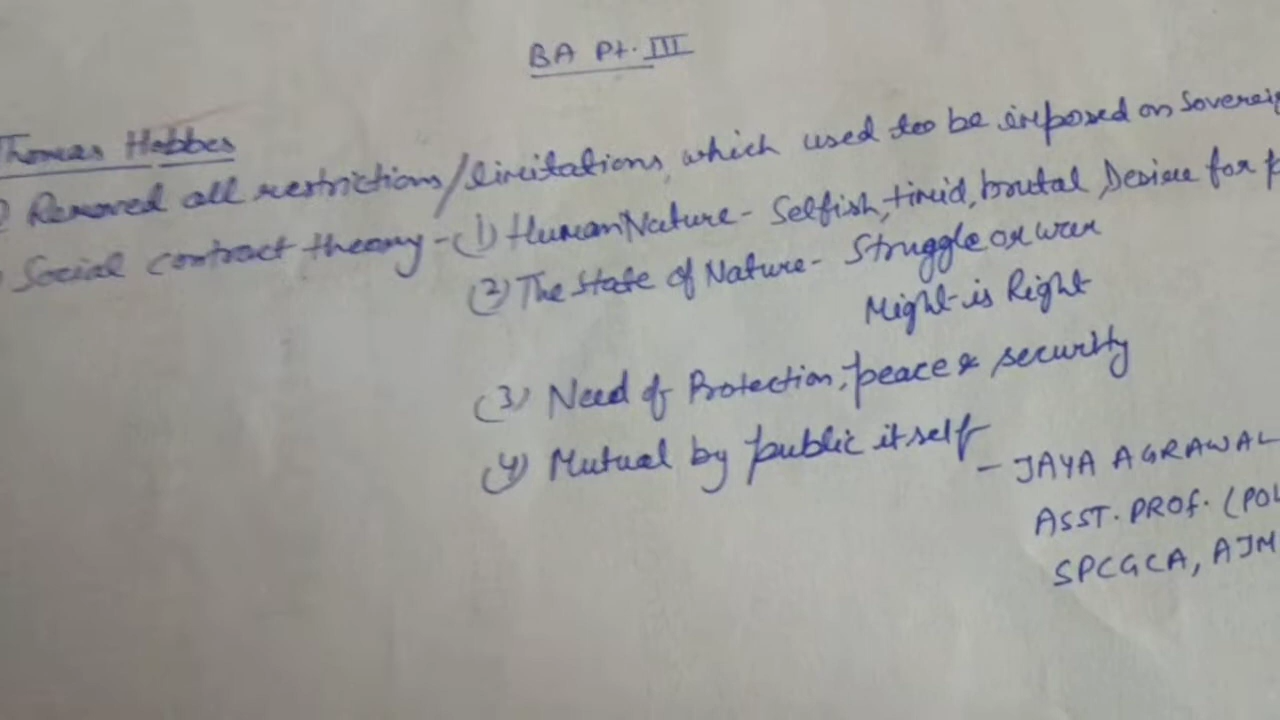 BA Pt. III
Thomas Hobbes
Removed all restrictions/limitations, which used too be imposed on Soverei
Social contract theory - (1) Human Nature - Selfish, timid, brutal, Desire for p
(2) The State of Nature - Struggle or war
Might is Right
(3) Need of Protection, peace & security
(4) Mutual by public itself
- JAYA AGRAWAL
ASST. PROF. (POL
SPCGCA, AJM